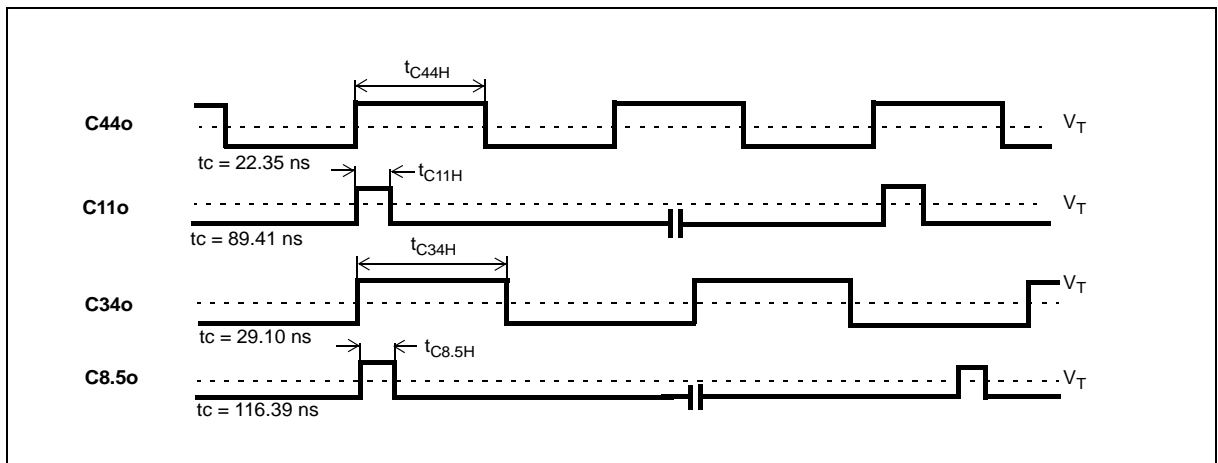 tC44H
C44o
VT
tc = 22.35 ns
tC11H
C11o
VT
tc = 89.41 ns
tC34H
C34o
VT
tc = 29.10 ns
tC8.5H
C8.5o
VT
tc = 116.39 ns